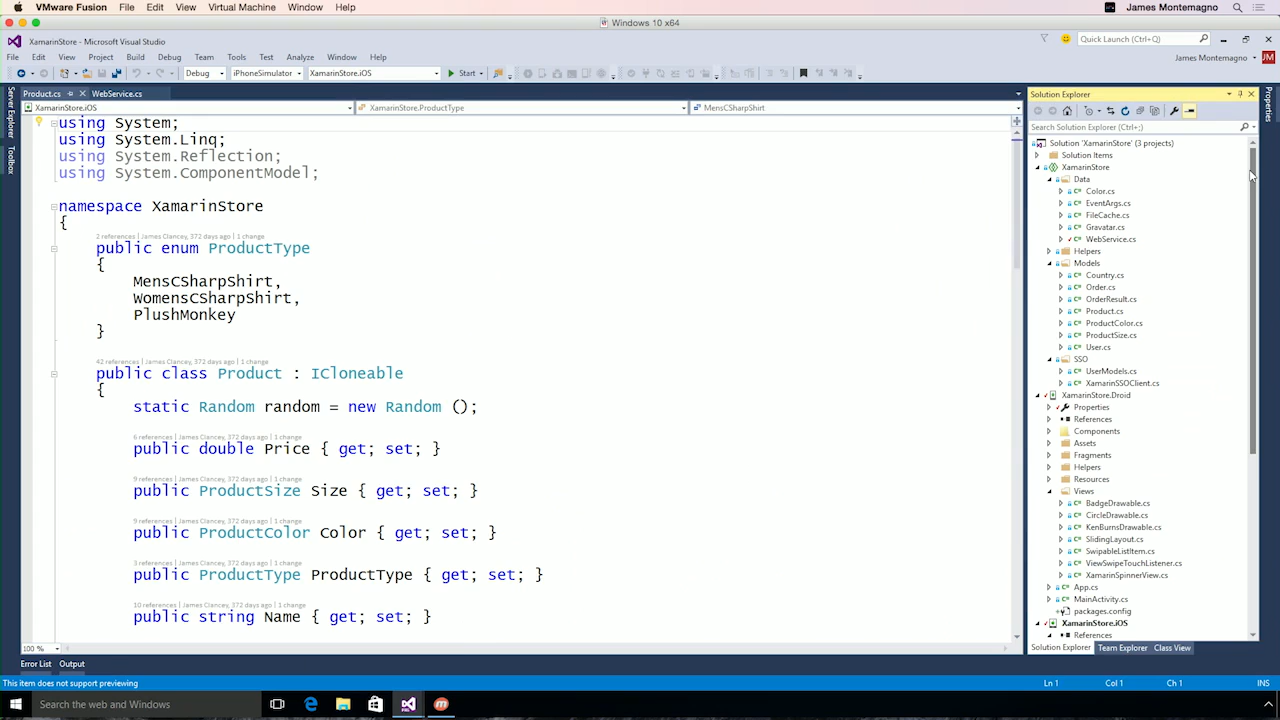 VMware Fusion File Edit View Virtual Machine Window Help James Montemagno
Windows 10 x64
XamarinStore - Microsoft Visual Studio Quick Launch (Ctrl+Q)
File Edit View Project Build Debug Team Tools Test Analyze Window Help James Montemagno JM
Debug iPhoneSimulator XamarinStore.iOS Start
Server Explorer
Toolbox
Product.cs WebService.cs
XamarinStore.iOS XamarinStore.ProductType MensCSharpShirt
using System;
using System.Linq;
using System.Reflection;
using System.ComponentModel;
namespace XamarinStore
{
2 references | James Clancey, 372 days ago | 1 change
public enum ProductType
{
MensCSharpShirt,
WomensCSharpShirt,
PlushMonkey
}
42 references | James Clancey, 372 days ago | 1 change
public class Product : ICloneable
{
static Random random = new Random ();
6 references | James Clancey, 372 days ago | 1 change
public double Price { get; set; }
9 references | James Clancey, 372 days ago | 1 change
public ProductSize Size { get; set; }
9 references | James Clancey, 372 days ago | 1 change
public ProductColor Color { get; set; }
3 references | James Clancey, 372 days ago | 1 change
public ProductType ProductType { get; set; }
10 references | James Clancey, 372 days ago | 1 change
public string Name { get; set; }
100 %
Solution Explorer
Search Solution Explorer (Ctrl+;)
Solution 'XamarinStore' (3 projects)
Solution Items
XamarinStore
Data
Color.cs
EventArgs.cs
FileCache.cs
Gravatar.cs
WebService.cs
Helpers
Models
Country.cs
Order.cs
OrderResult.cs
Product.cs
ProductColor.cs
ProductSize.cs
User.cs
SSO
UserModels.cs
XamarinSSOClient.cs
XamarinStore.Droid
Properties
References
Components
Assets
Fragments
Helpers
Resources
Views
BadgeDrawable.cs
CircleDrawable.cs
KenBurnsDrawable.cs
SlidingLayout.cs
SwipableListItem.cs
ViewSwipeTouchListener.cs
XamarinSpinnerView.cs
App.cs
MainActivity.cs
packages.config
XamarinStore.iOS
References
Solution Explorer Team Explorer Class View
Properties
Error List Output
This item does not support previewing Ln 1 Col 1 Ch 1 INS
Search the web and Windows